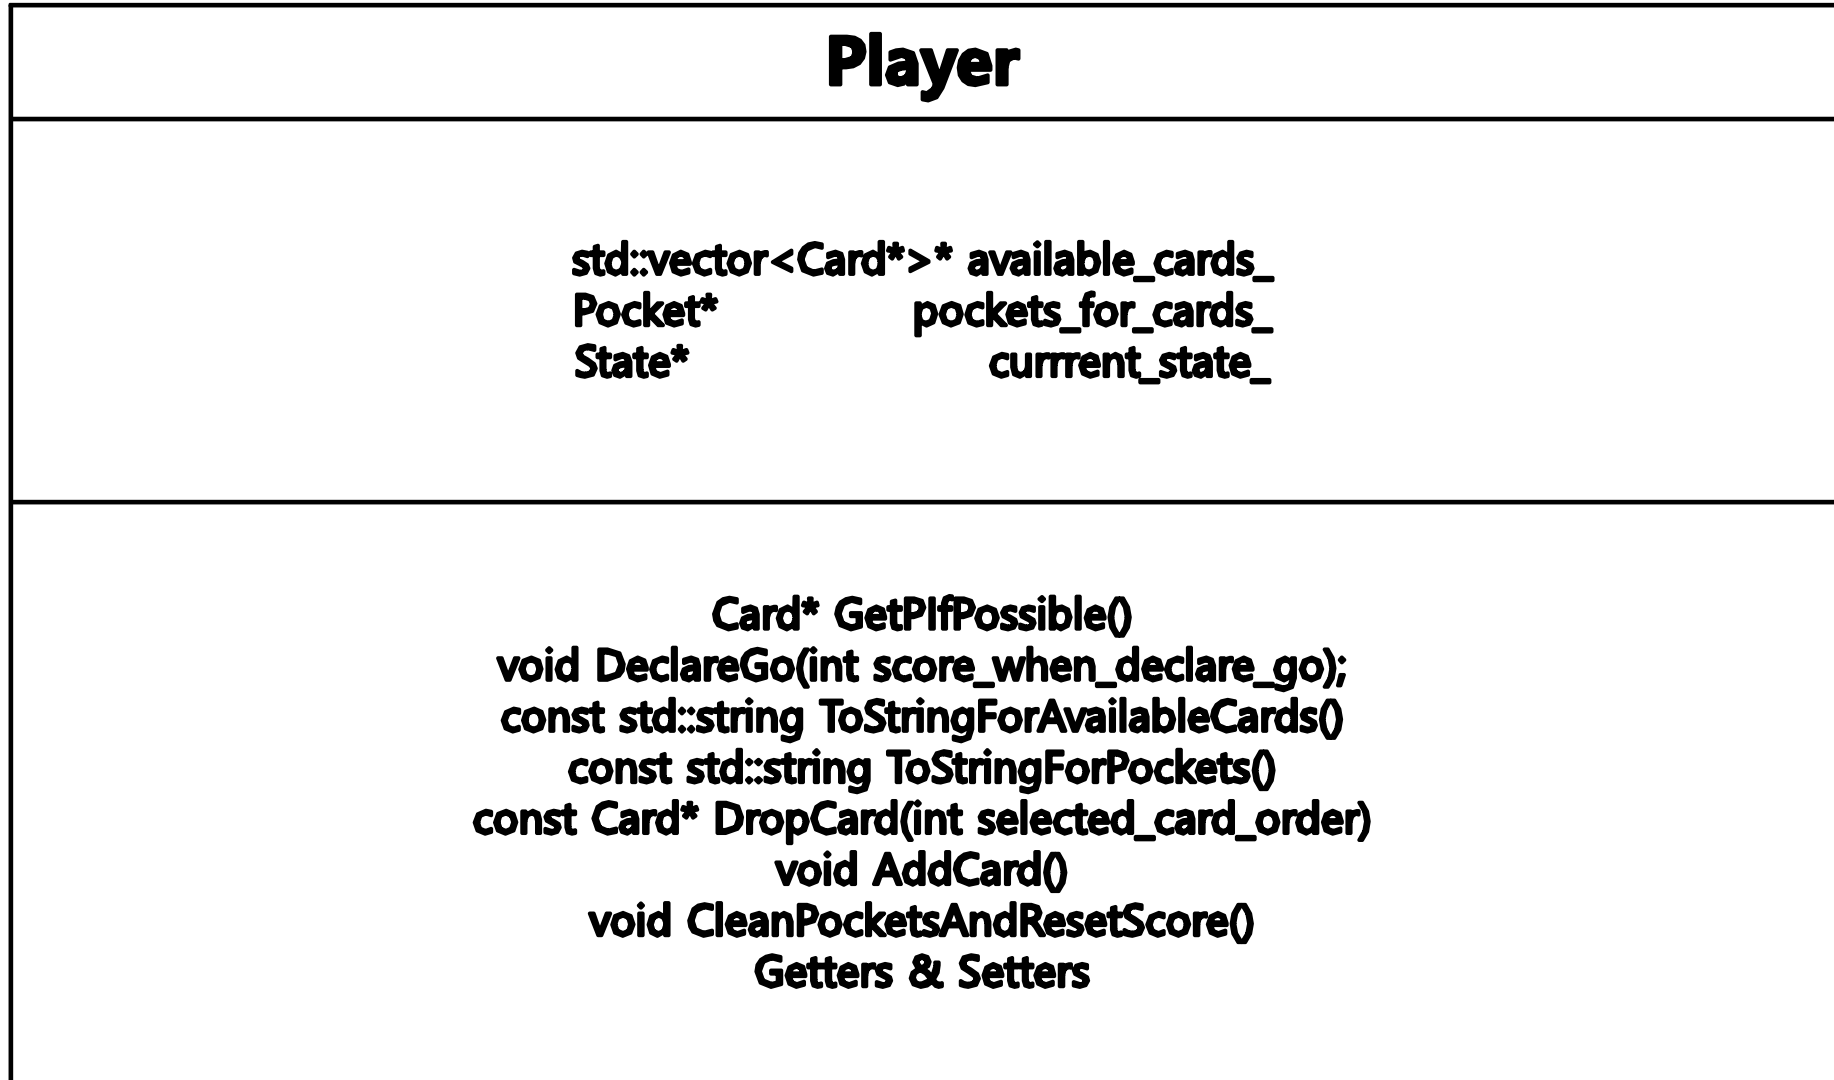 Player
std::vector<Card*>* available_cards_
Pocket* pockets_for_cards_
State* currrent_state_
Card* GetPIfPossible()
void DeclareGo(int score_when_declare_go);
const std::string ToStringForAvailableCards()
const std::string ToStringForPockets()
const Card* DropCard(int selected_card_order)
void AddCard()
void CleanPocketsAndResetScore()
Getters & Setters